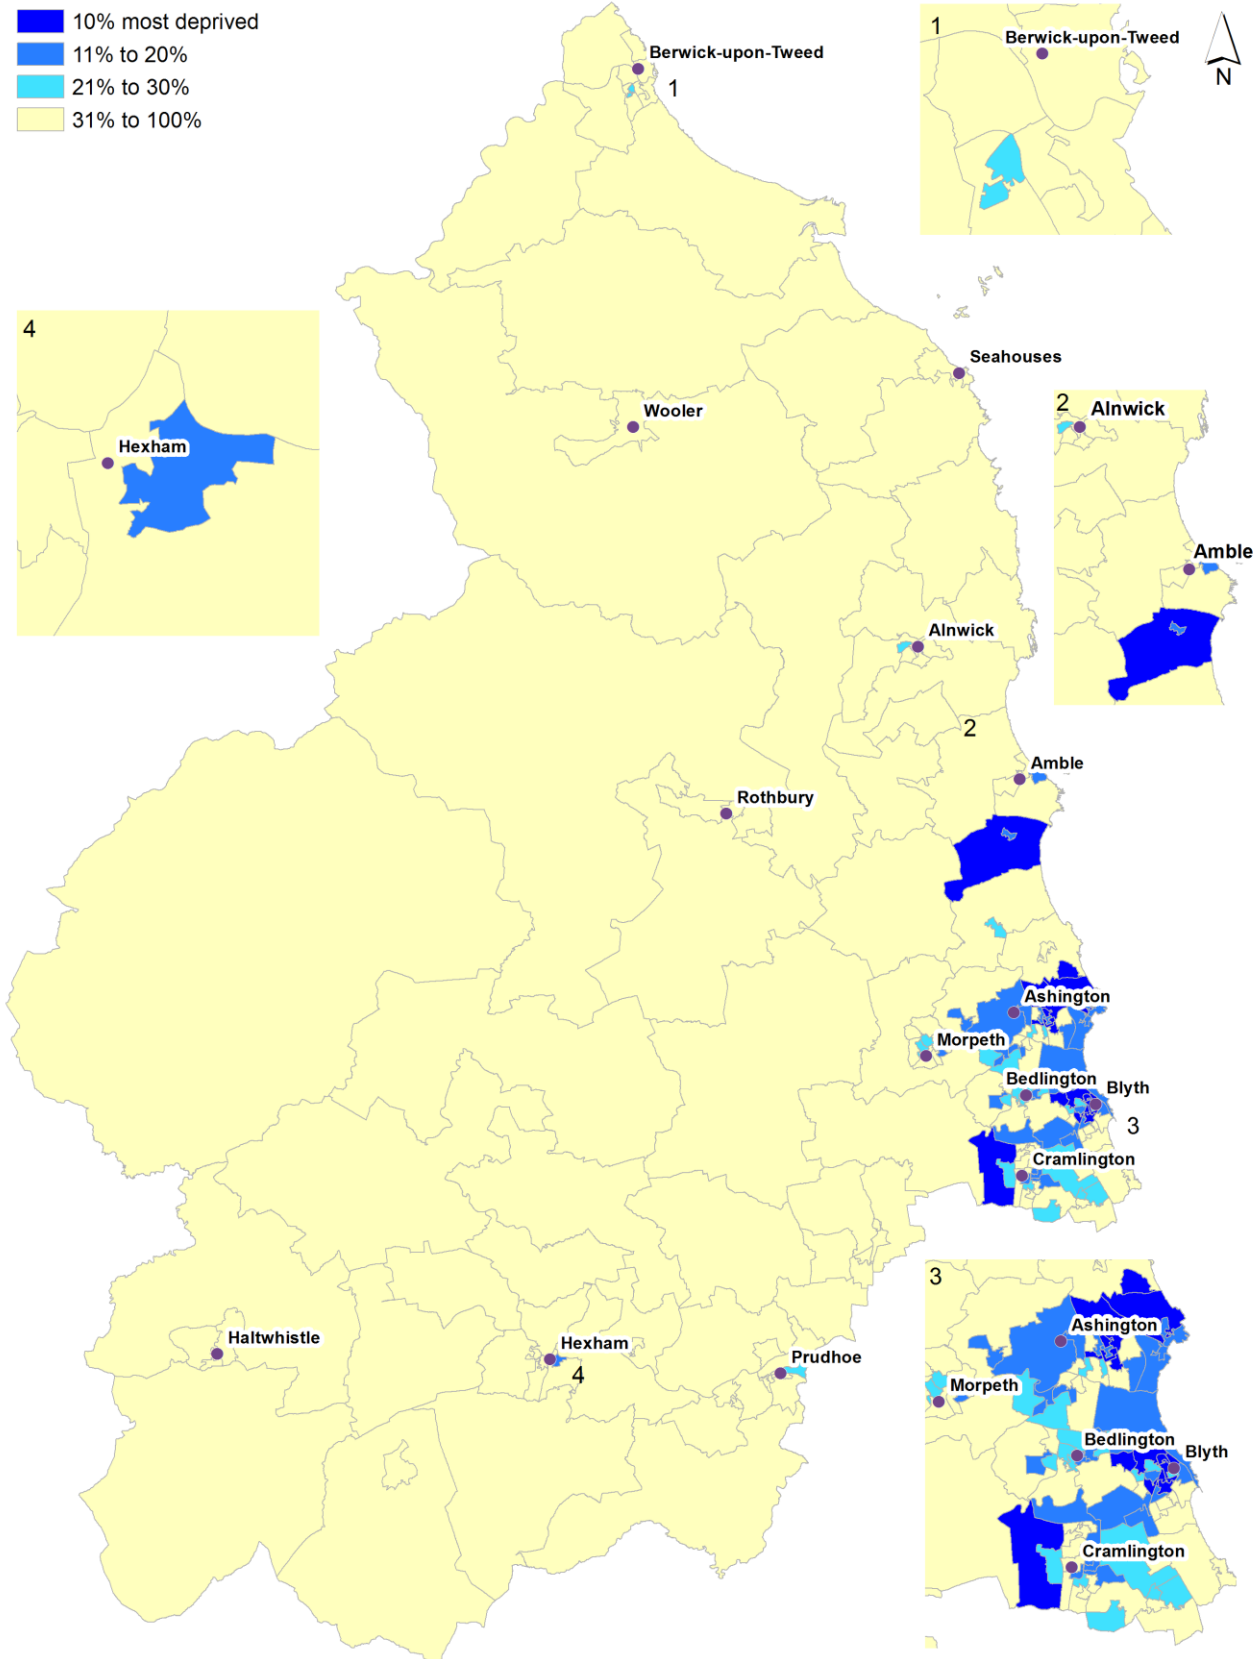 10% most deprived
11% to 20%
21% to 30%
31% to 100%
Berwick-upon-Tweed
1
1
Berwick-upon-Tweed
N
4
Hexham
Seahouses
Wooler
2
Alnwick
Amble
Alnwick
2
Amble
Rothbury
Ashington
Morpeth
Bedlington
Blyth
3
Cramlington
3
Ashington
Morpeth
Bedlington
Blyth
Cramlington
Haltwhistle
Hexham
4
Prudhoe